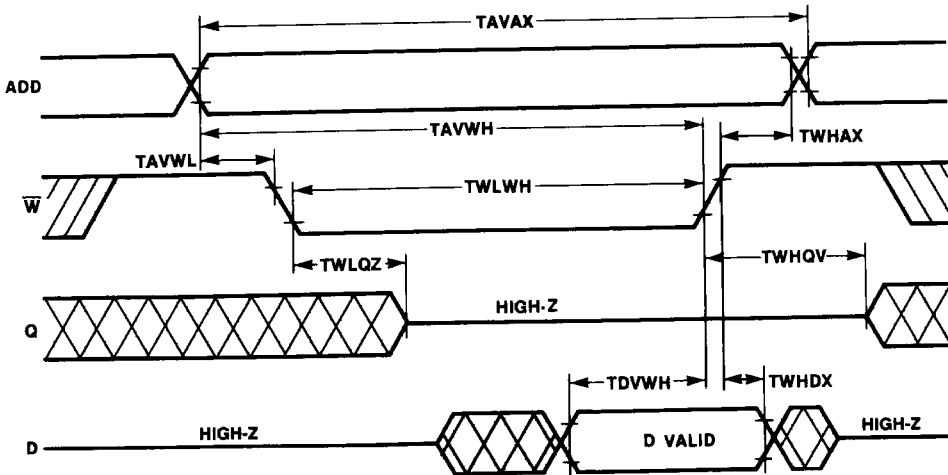 TAVAX
ADD
TAVWH
TWHAX
TAVWL
W
TWLWH
TWLQZ
TWHQV
HIGH-Z
Q
TDVWH
TWHDX
HIGH-Z
D VALID
HIGH-Z
D